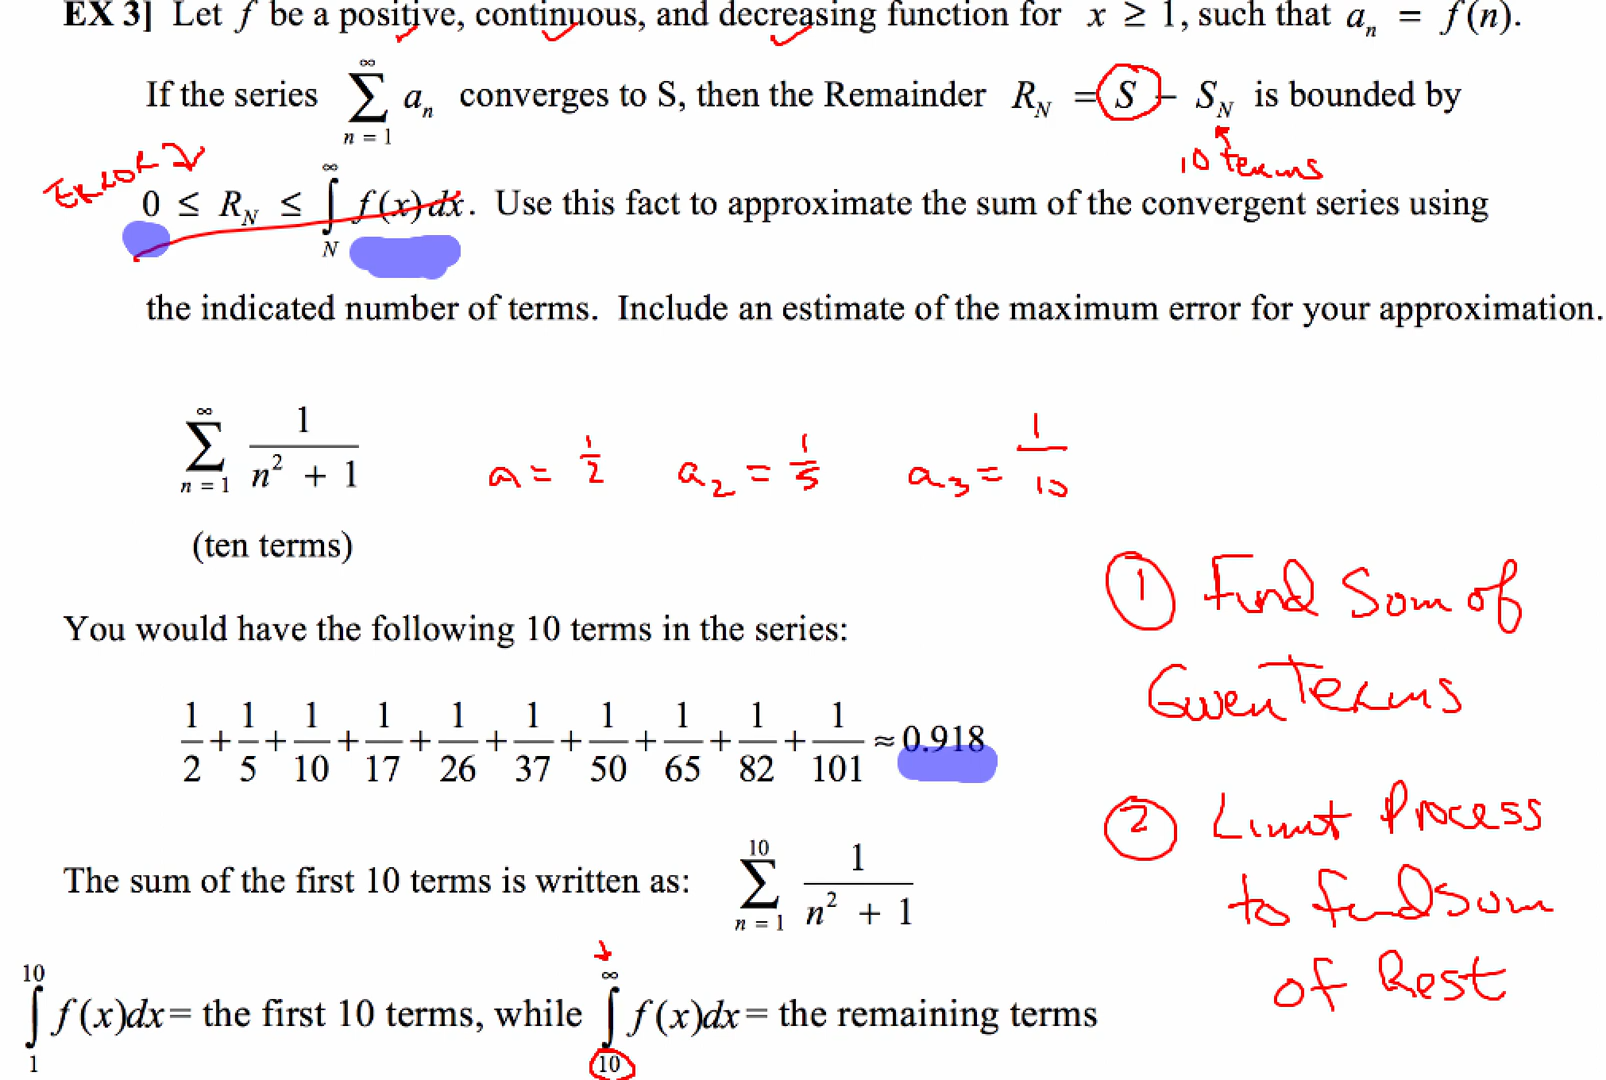 EX 3] Let f be a positive, continuous, and decreasing function for x ≥ 1, such that aₙ = f(n).
If the series ∞ Σ n = 1 aₙ converges to S, then the Remainder R_N = S − S_N is bounded by
10 terms
ERROR
0 ≤ R_N ≤ ∫_N^∞ f(x)dx. Use this fact to approximate the sum of the convergent series using
the indicated number of terms. Include an estimate of the maximum error for your approximation.
∞ Σ n = 1 1/(n² + 1) a = 1/2 a₂ = 1/5 a₃ = 1/10
(ten terms)
① Find Sum of
Given Terms
You would have the following 10 terms in the series:
1/2 + 1/5 + 1/10 + 1/17 + 1/26 + 1/37 + 1/50 + 1/65 + 1/82 + 1/101 ≈ 0.918
② Limit Process
to find sum
of Rest
The sum of the first 10 terms is written as: 10 Σ n = 1 1/(n² + 1)
∫_1^10 f(x)dx = the first 10 terms, while ∫_10^∞ f(x)dx = the remaining terms